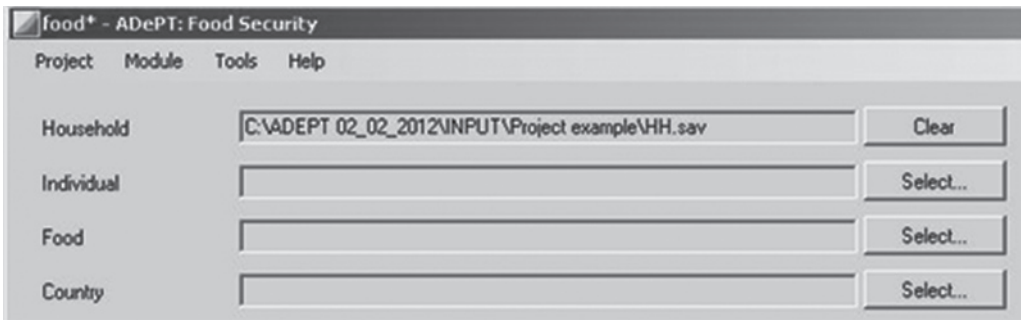 food* - ADePT: Food Security
Project Module Tools Help
Household C:\ADEPT 02_02_2012\INPUT\Project example\HH.sav Clear
Individual Select...
Food Select...
Country Select...